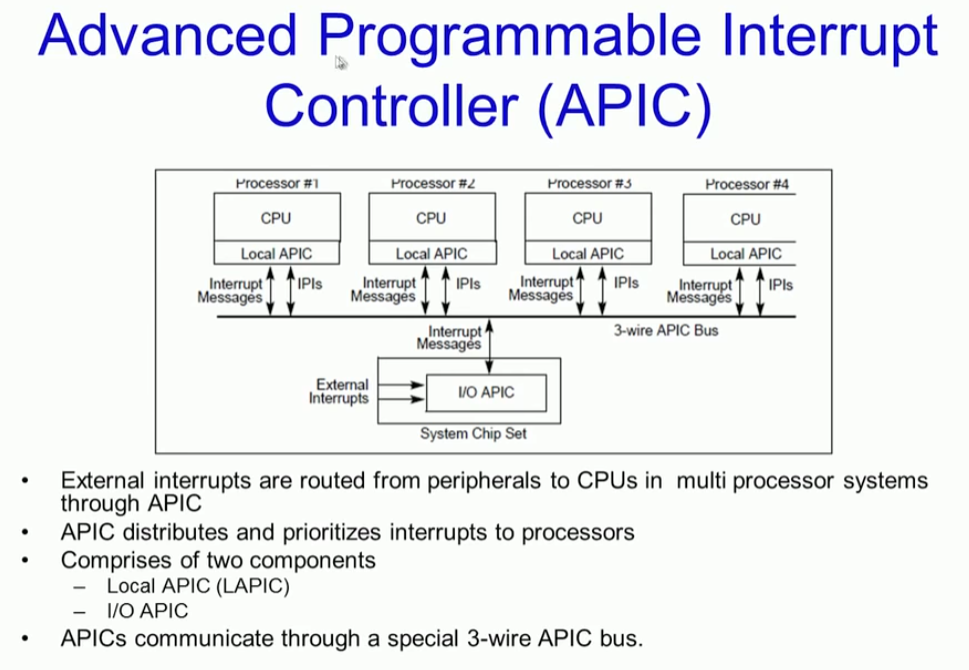 Advanced Programmable Interrupt
Controller (APIC)
Processor #1
Processor #2
Processor #3
Processor #4
CPU
CPU
CPU
CPU
Local APIC
Local APIC
Local APIC
Local APIC
Interrupt
Messages
IPIs
Interrupt
Messages
IPIs
Interrupt
Messages
IPIs
Interrupt
Messages
IPIs
Interrupt
Messages
3-wire APIC Bus
External
Interrupts
I/O APIC
System Chip Set
• External interrupts are routed from peripherals to CPUs in multi processor systems
through APIC
• APIC distributes and prioritizes interrupts to processors
• Comprises of two components
– Local APIC (LAPIC)
– I/O APIC
• APICs communicate through a special 3-wire APIC bus.